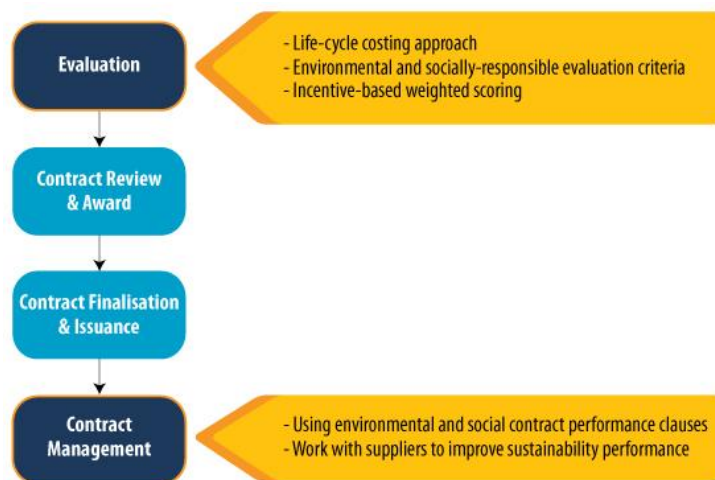 Evaluation
- Life-cycle costing approach
- Environmental and socially-responsible evaluation criteria
- Incentive-based weighted scoring
Contract Review
& Award
Contract Finalisation
& Issuance
Contract
Management
- Using environmental and social contract performance clauses
- Work with suppliers to improve sustainability performance